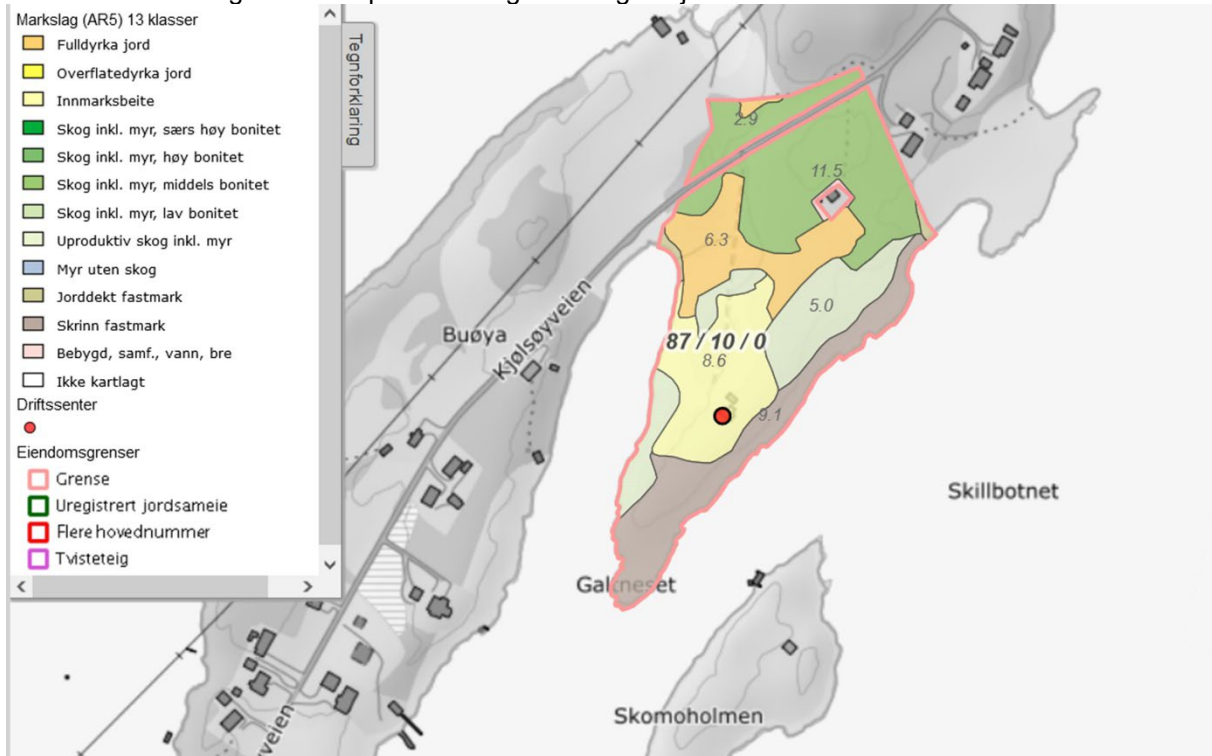 Markslag (AR5) 13 klasser
Fulldyrka jord
Overflatedyrka jord
Innmarksbeite
Skog inkl. myr, særs høy bonitet
Skog inkl. myr, høy bonitet
Skog inkl. myr, middels bonitet
Skog inkl. myr, lav bonitet
Uproduktiv skog inkl. myr
Myr uten skog
Jorddekt fastmark
Skrinn fastmark
Bebygd, samf., vann, bre
Ikke kartlagt
Driftssenter
Eiendomsgrenser
Grense
Uregistrert jordsameie
Flere hovednummer
Tvisteteig
Tegnforklaring
2.9
11.5
6.3
5.0
87 / 10 / 0
8.6
9.1
Buøya
Kjølsøyveien
Skillbotnet
Galtneset
Skomoholmen